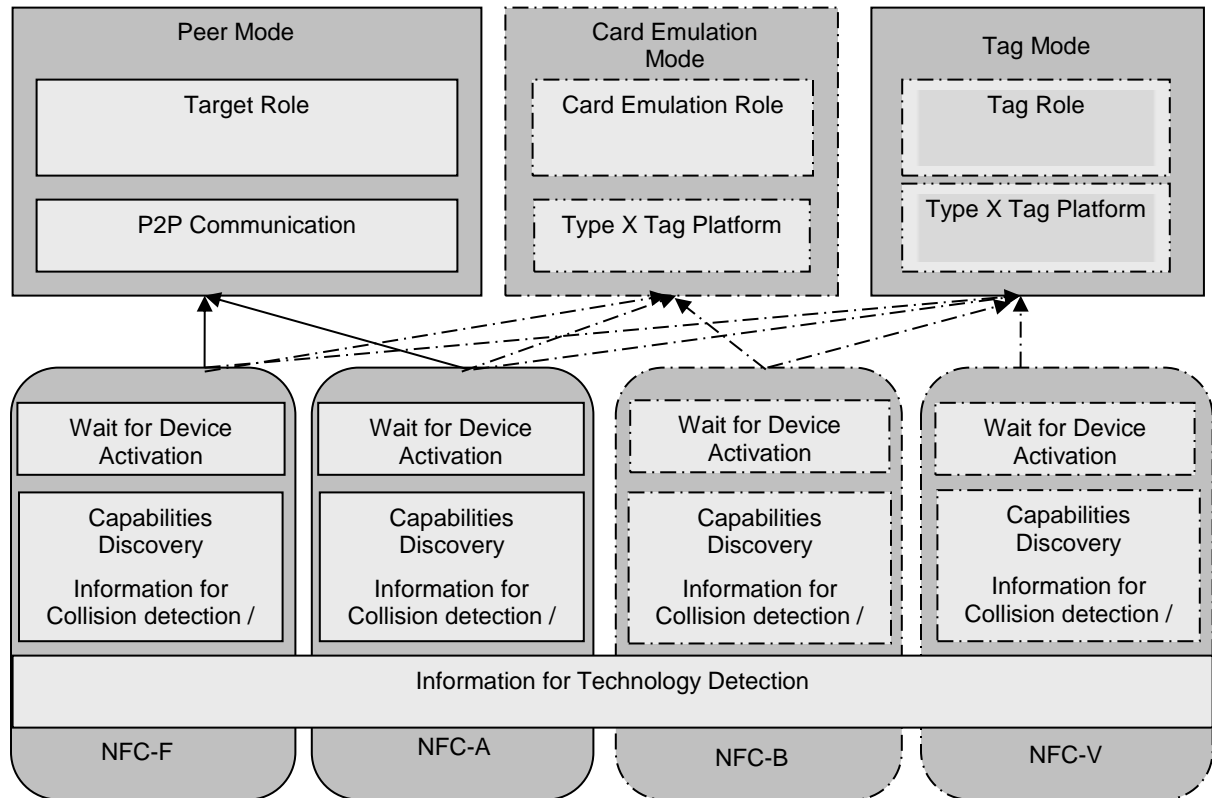 Peer Mode
Target Role
P2P Communication
Card Emulation
Mode
Card Emulation Role
Type X Tag Platform
Tag Mode
Tag Role
Type X Tag Platform
Wait for Device
Activation
Capabilities
Discovery
Information for
Collision detection /
Wait for Device
Activation
Capabilities
Discovery
Information for
Collision detection /
Wait for Device
Activation
Capabilities
Discovery
Information for
Collision detection /
Wait for Device
Activation
Capabilities
Discovery
Information for
Collision detection /
Information for Technology Detection
NFC-F
NFC-A
NFC-B
NFC-V